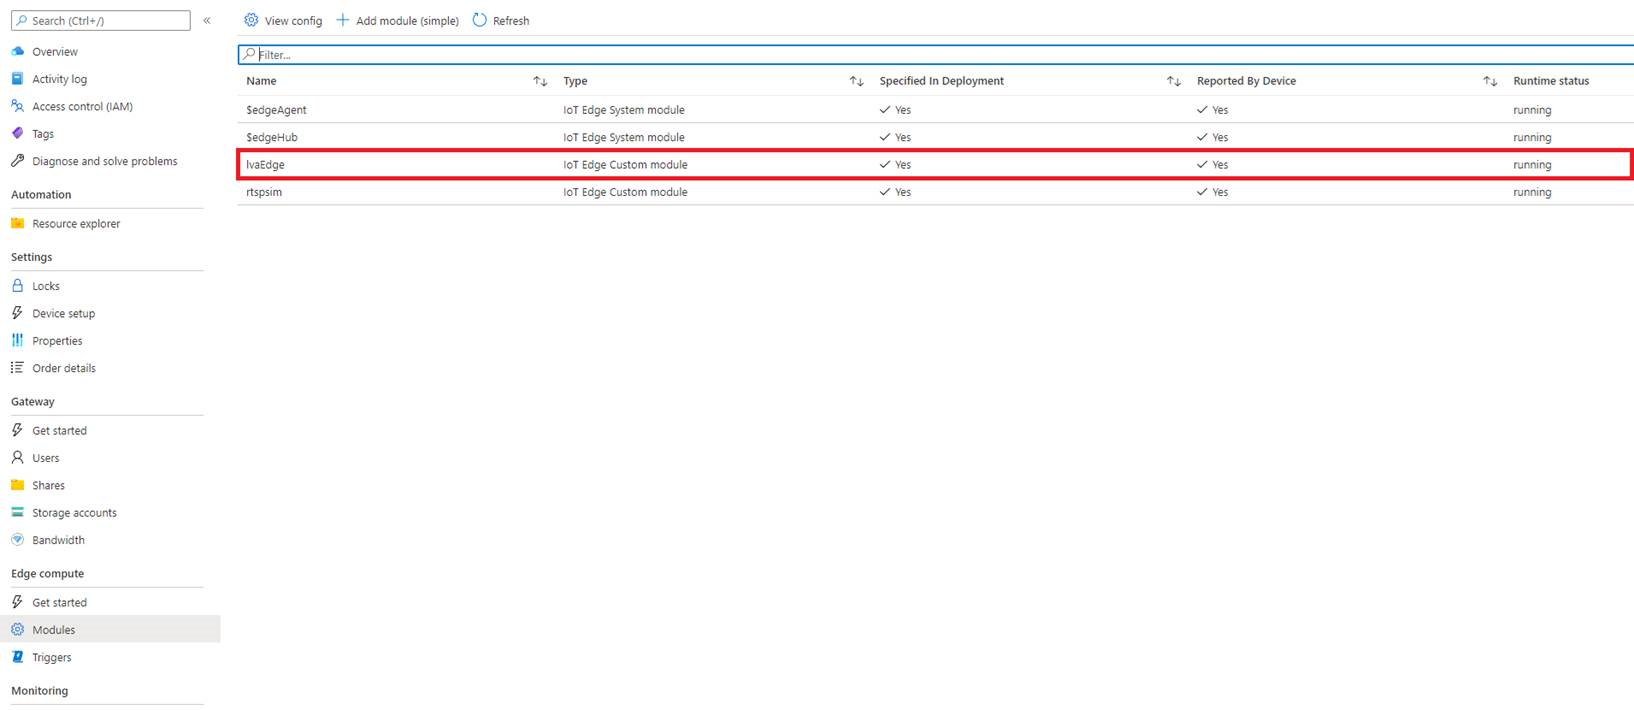 Search (Ctrl+/)
«
Overview
Activity log
Access control (IAM)
Tags
Diagnose and solve problems
Automation
Resource explorer
Settings
Locks
Device setup
Properties
Order details
Gateway
Get started
Users
Shares
Storage accounts
Bandwidth
Edge compute
Get started
Modules
Triggers
Monitoring
View config Add module (simple) Refresh
Filter...
Name Type Specified In Deployment Reported By Device Runtime status
$edgeAgent IoT Edge System module Yes Yes running
$edgeHub IoT Edge System module Yes Yes running
lvaEdge IoT Edge Custom module Yes Yes running
rtspsim IoT Edge Custom module Yes Yes running